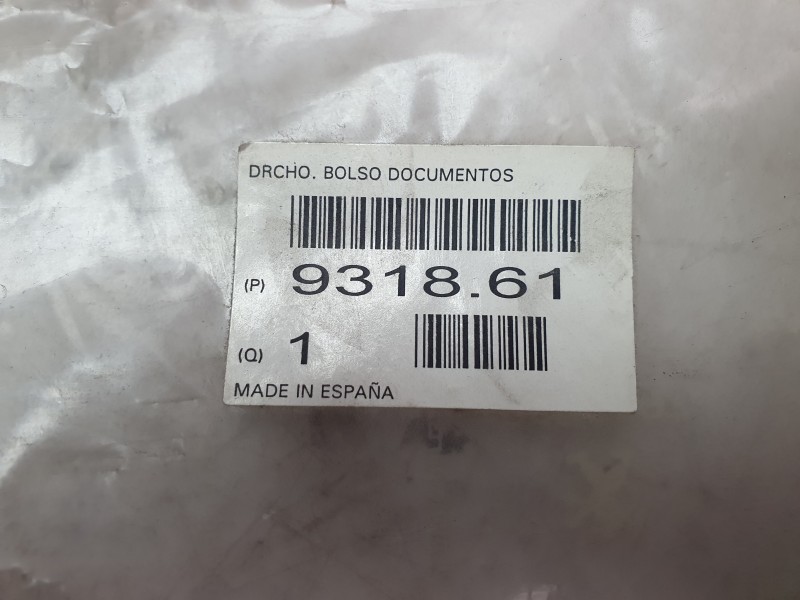 DRCHO. BOLSO DOCUMENTOS
(P) 9318.61
(Q) 1
MADE IN ESPAÑA